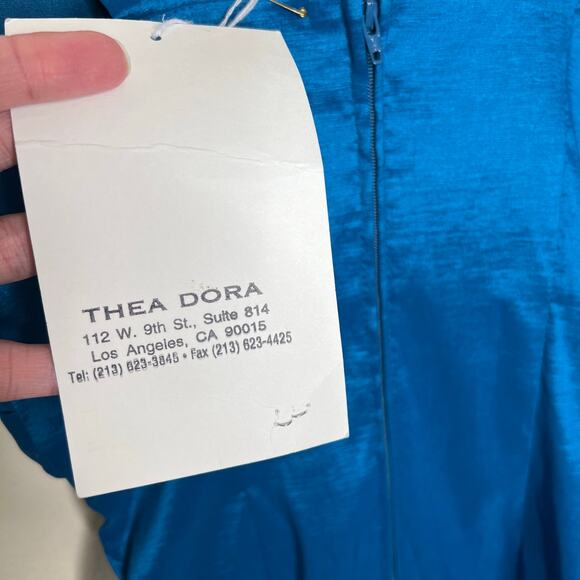 THEA DORA
112 W. 9th St., Suite 814
Los Angeles, CA 90015
Tel: (213) 623-3845 • Fax (213) 623-4425